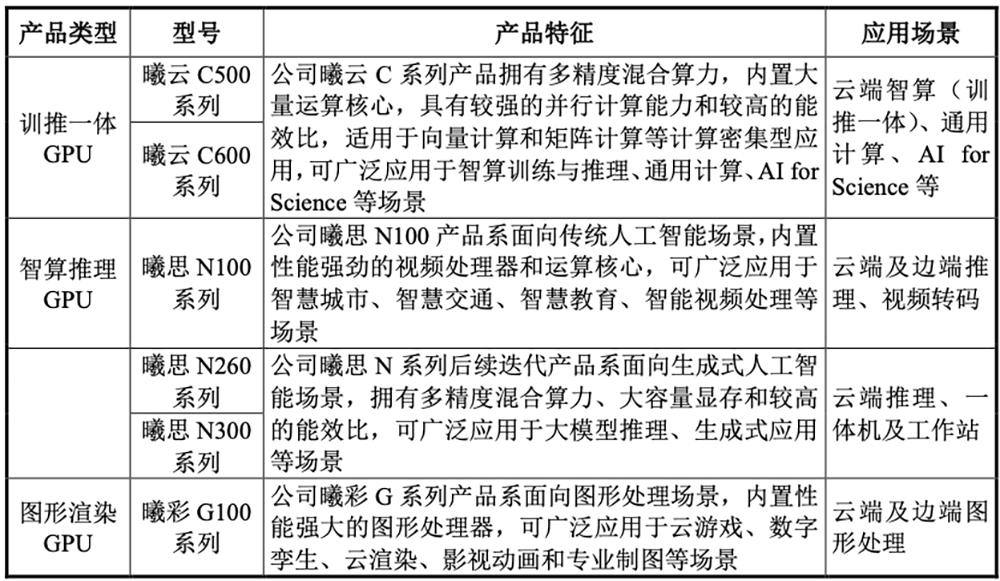 产品类型 型号 产品特征 应用场景
训推一体
GPU
曦云 C500
系列
曦云 C600
系列
公司曦云 C 系列产品拥有多精度混合算力，内置大
量运算核心，具有较强的并行计算能力和较高的能
效比，适用于向量计算和矩阵计算等计算密集型应
用，可广泛应用于智算训练与推理、通用计算、AI for
Science 等场景
云端智算（训
推一体）、通用
计算、AI for
Science 等
智算推理
GPU
曦思 N100
系列
公司曦思 N100 产品系面向传统人工智能场景，内置
性能强劲的视频处理器和运算核心，可广泛应用于
智慧城市、智慧交通、智慧教育、智能视频处理等
场景
云端及边端推
理、视频转码
曦思 N260
系列
曦思 N300
系列
公司曦思 N 系列后续迭代产品系面向生成式人工智
能场景，拥有多精度混合算力、大容量显存和较高
的能效比，可广泛应用于大模型推理、生成式应用
等场景
云端推理、一
体机及工作站
图形渲染
GPU
曦彩 G100
系列
公司曦彩 G 系列产品系面向图形处理场景，内置性
能强大的图形处理器，可广泛应用于云游戏、数字
孪生、云渲染、影视动画和专业制图等场景
云端及边端图
形处理